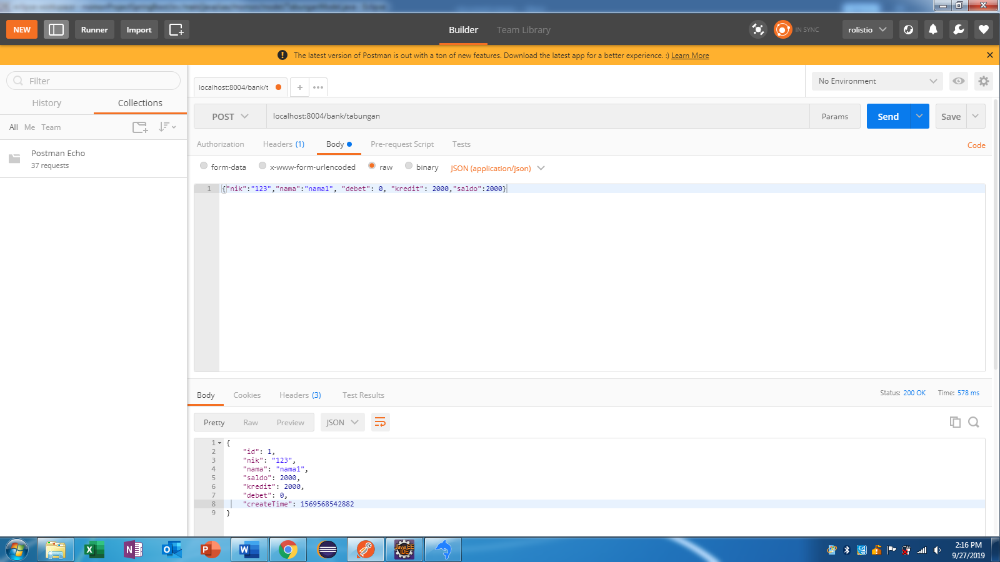 NEW Runner Import Builder Team Library IN SYNC rolistio
! The latest version of Postman is out with a ton of new features. Download the latest app for a better experience. :) Learn More
Filter
History Collections
All Me Team
Postman Echo
37 requests
localhost:8004/bank/t
No Environment
POST localhost:8004/bank/tabungan Params Send Save
Authorization Headers (1) Body Pre-request Script Tests Code
form-data x-www-form-urlencoded raw binary JSON (application/json)
1 {"nik":"123","nama":"nama1", "debet": 0, "kredit": 2000,"saldo":2000}
Body Cookies Headers (3) Test Results Status: 200 OK Time: 578 ms
Pretty Raw Preview JSON
1 {
2 "id": 1,
3 "nik": "123",
4 "nama": "nama1",
5 "saldo": 2000,
6 "kredit": 2000,
7 "debet": 0,
8 "createTime": 1569568542882
9 }
Java EE
IDE
2:16 PM
9/27/2019